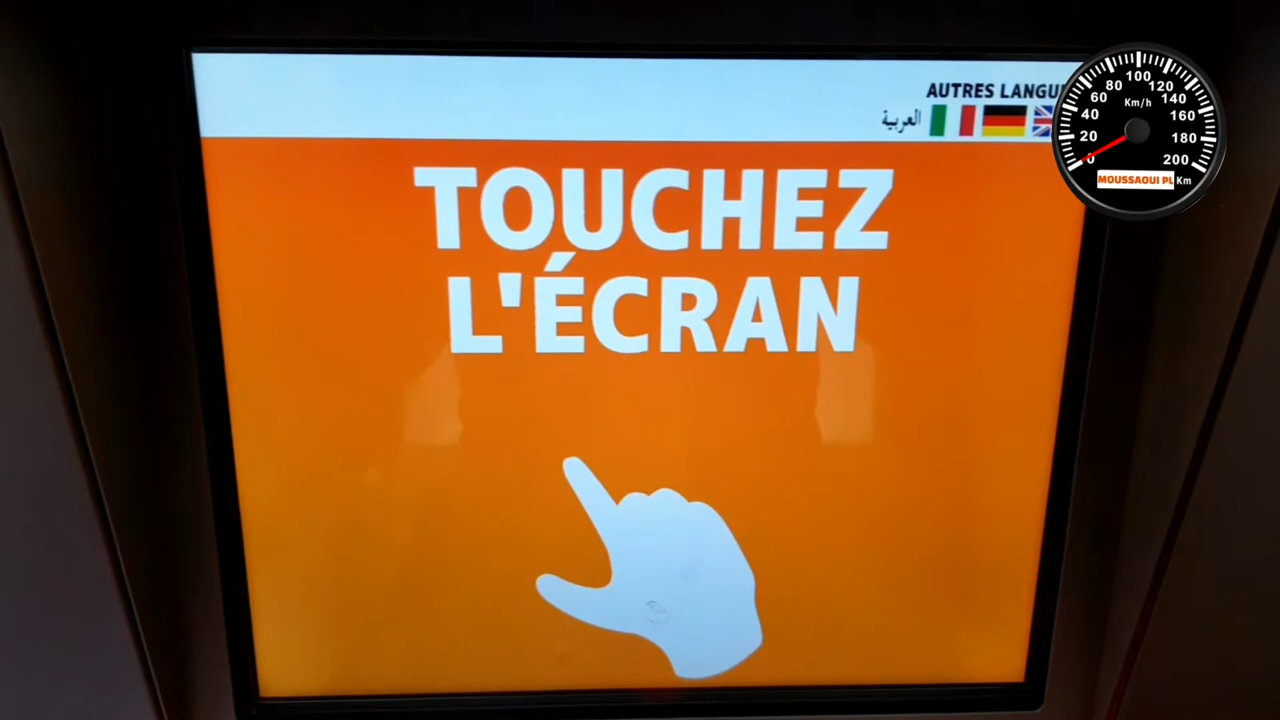 AUTRES LANGU
العربية
TOUCHEZ
L'ÉCRAN
100
80
120
60
Km/h
140
40
160
20
180
0
200
MOUSSAOUI PL Km